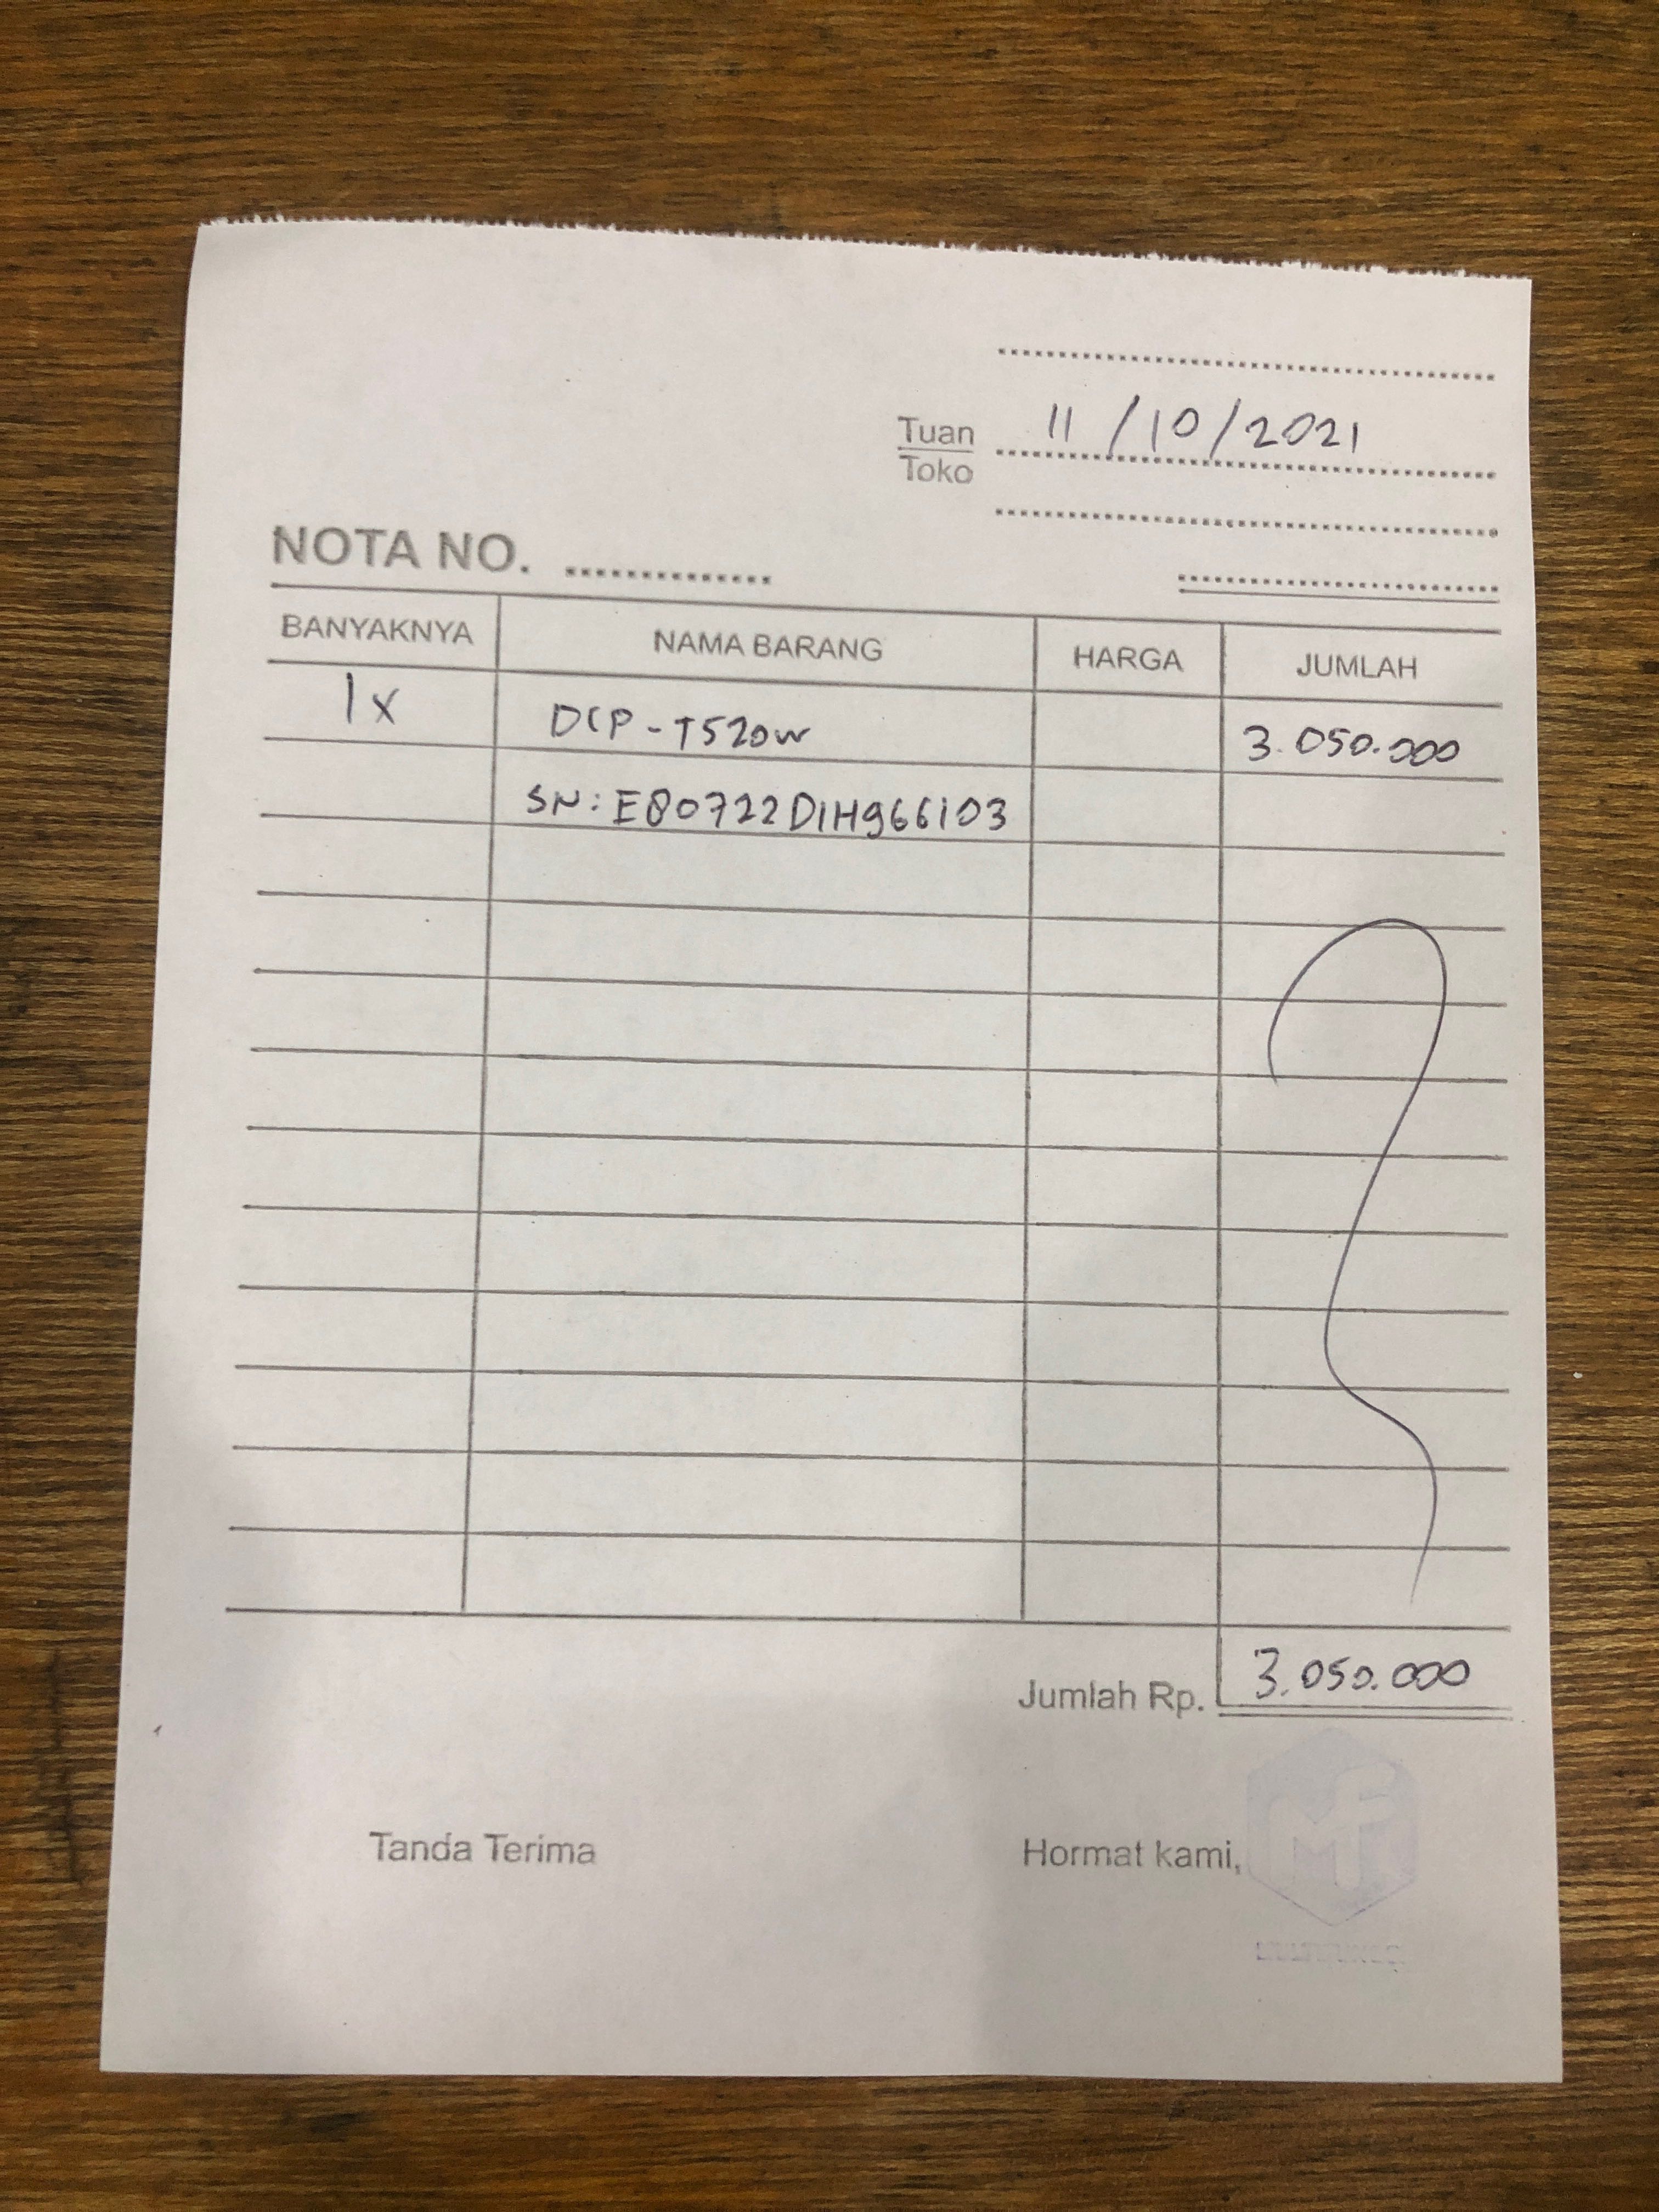 Tuan 11/10/2021
Toko
NOTA NO.
BANYAKNYA NAMA BARANG HARGA JUMLAH
1x DCP-T520w 3.050.000
SN: E80722D1H966103
Jumlah Rp. 3.050.000
Tanda Terima Hormat kami,
MF